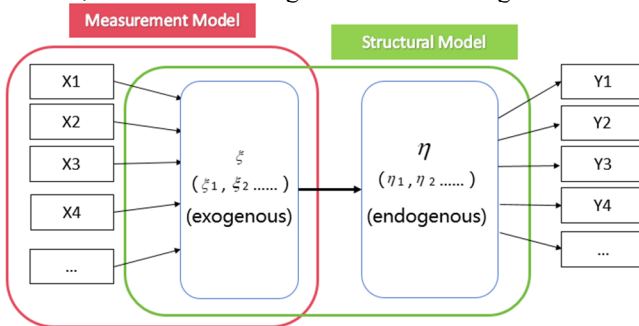 Measurement Model
Structural Model
X1
X2
X3
X4
...
ξ
(ξ1, ξ2 ......)
(exogenous)
η
(η1, η2 ......)
(endogenous)
Y1
Y2
Y3
Y4
...